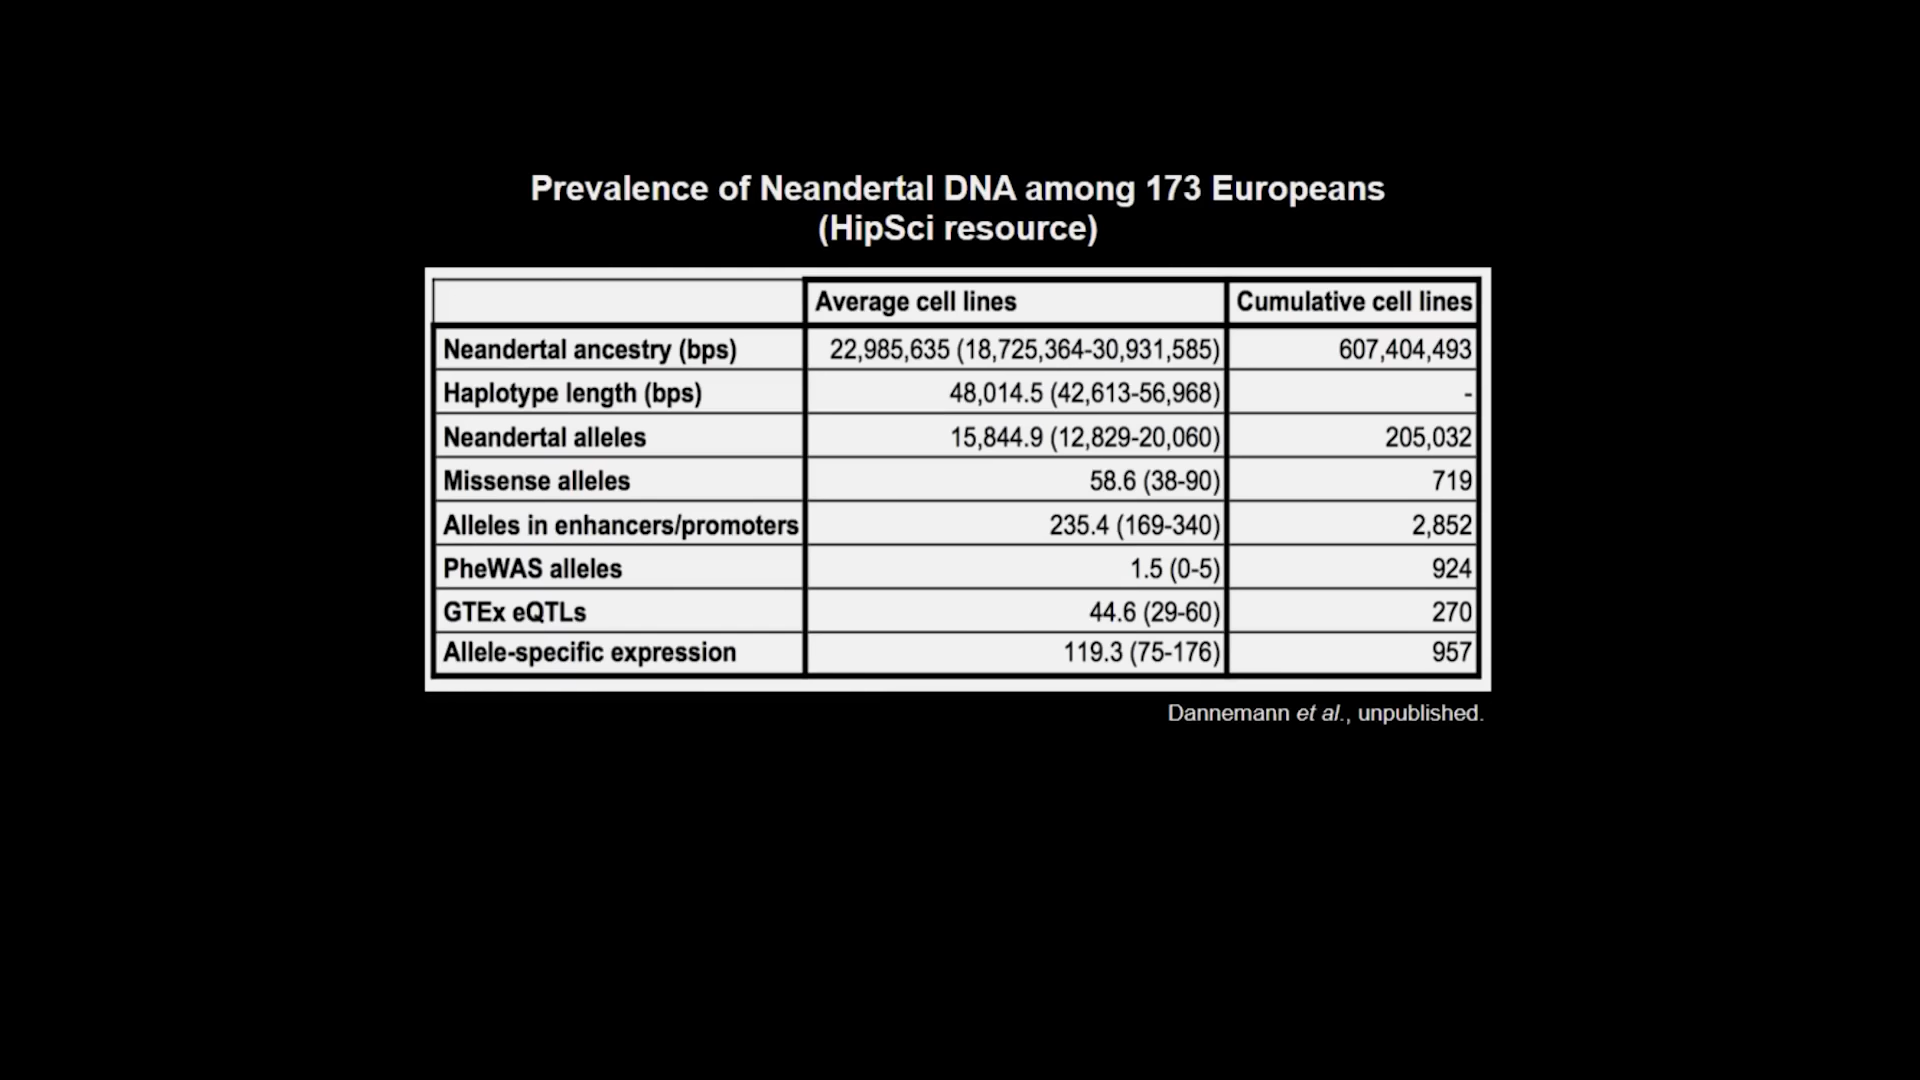 Prevalence of Neandertal DNA among 173 Europeans
(HipSci resource)
Average cell lines Cumulative cell lines
Neandertal ancestry (bps) 22,985,635 (18,725,364-30,931,585) 607,404,493
Haplotype length (bps) 48,014.5 (42,613-56,968) -
Neandertal alleles 15,844.9 (12,829-20,060) 205,032
Missense alleles 58.6 (38-90) 719
Alleles in enhancers/promoters 235.4 (169-340) 2,852
PheWAS alleles 1.5 (0-5) 924
GTEx eQTLs 44.6 (29-60) 270
Allele-specific expression 119.3 (75-176) 957
Dannemann et al., unpublished.